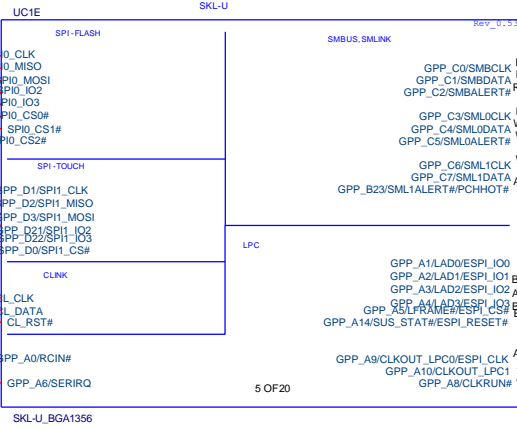 SKL-U
UC1E
Rev_0.53
SPI-FLASH
SMBUS, SMLINK
I0_CLK
I0_MISO
PI0_MOSI
SPI0_IO2
PI0_IO3
PI0_CS0#
SPI0_CS1#
PI0_CS2#
GPP_C0/SMBCLK
GPP_C1/SMBDATA
GPP_C2/SMBALERT#
GPP_C3/SML0CLK
GPP_C4/SML0DATA
GPP_C5/SML0ALERT#
GPP_C6/SML1CLK
GPP_C7/SML1DATA
GPP_B23/SML1ALERT#/PCHHOT#
SPI-TOUCH
GPP_D1/SPI1_CLK
GPP_D2/SPI1_MISO
GPP_D3/SPI1_MOSI
GPP_D21/SPI1_IO2
GPP_D22/SPI1_IO3
GPP_D0/SPI1_CS#
LPC
GPP_A1/LAD0/ESPI_IO0
GPP_A2/LAD1/ESPI_IO1
GPP_A3/LAD2/ESPI_IO2
GPP_A4/LAD3/ESPI_IO3
GPP_A5/LFRAME#/ESPI_CS#
GPP_A14/SUS_STAT#/ESPI_RESET#
CLINK
CL_CLK
CL_DATA
CL_RST#
GPP_A0/RCIN#
GPP_A6/SERIRQ
GPP_A9/CLKOUT_LPC0/ESPI_CLK
GPP_A10/CLKOUT_LPC1
GPP_A8/CLKRUN#
5 OF20
SKL-U_BGA1356